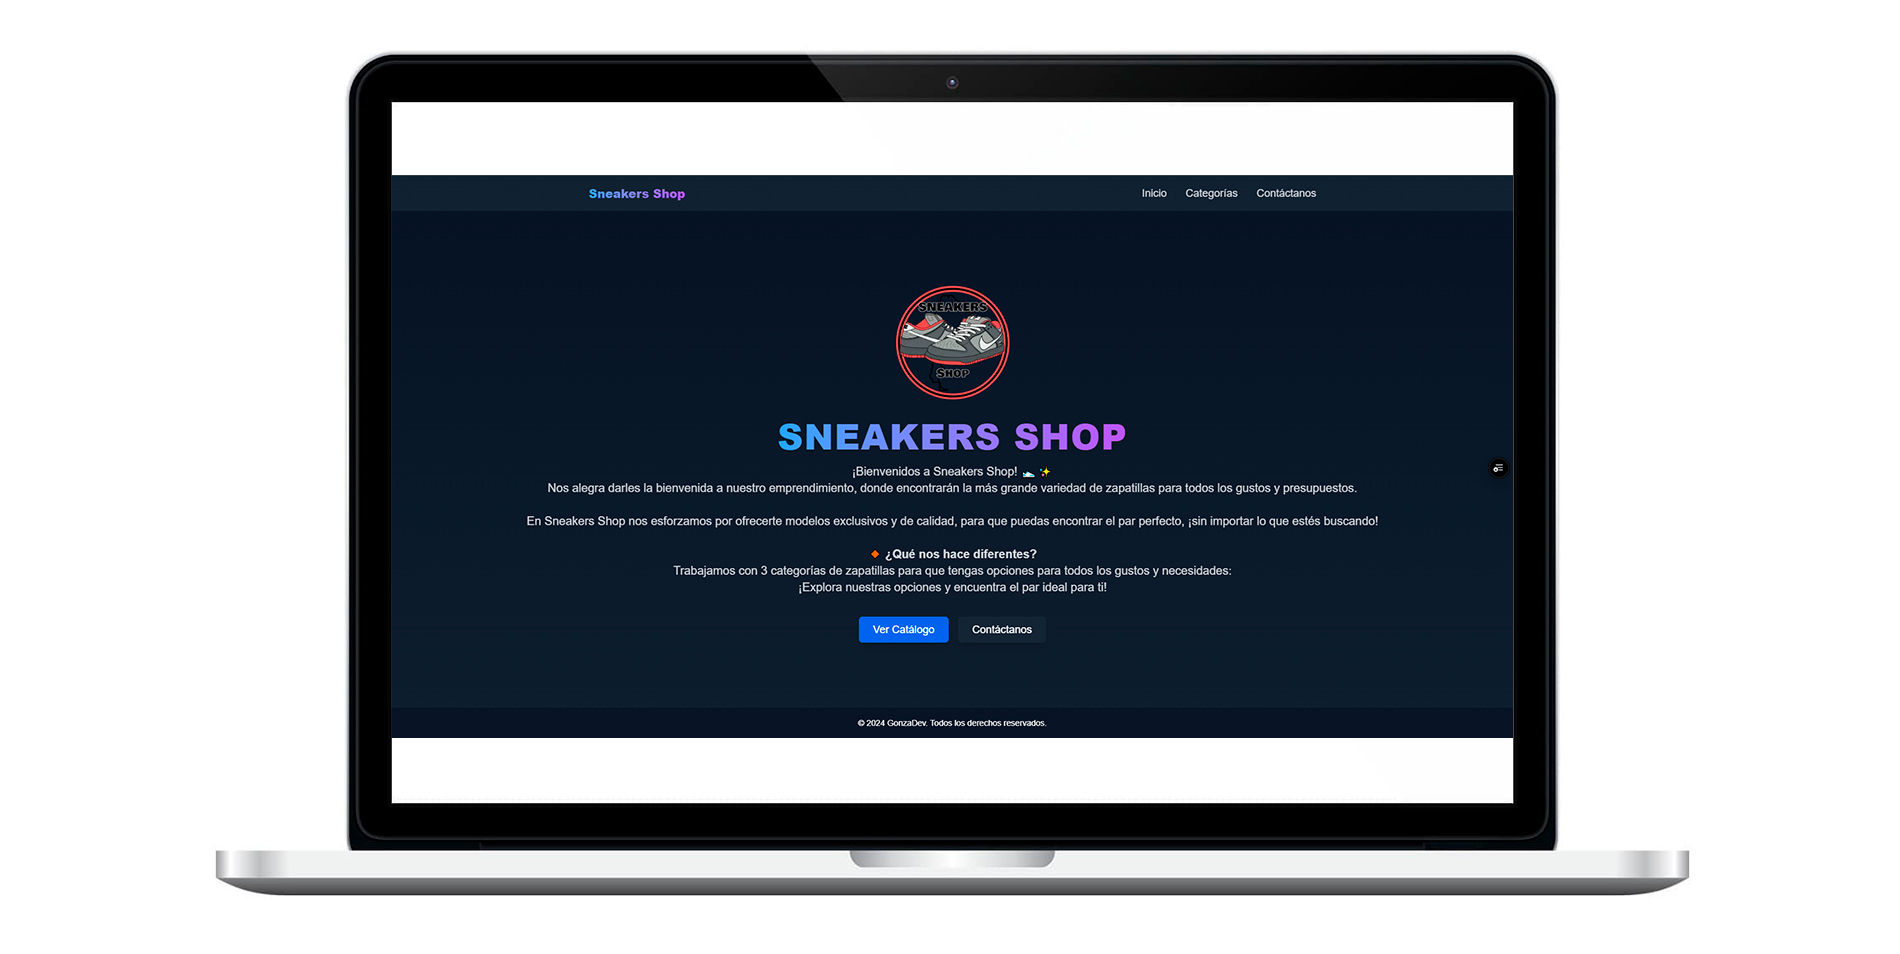 Sneakers Shop
Inicio Categorías Contáctanos
SNEAKERS
SHOP
SNEAKERS SHOP
¡Bienvenidos a Sneakers Shop! 👟 ✨
Nos alegra darles la bienvenida a nuestro emprendimiento, donde encontrarán la más grande variedad de zapatillas para todos los gustos y presupuestos.
En Sneakers Shop nos esforzamos por ofrecerte modelos exclusivos y de calidad, para que puedas encontrar el par perfecto, ¡sin importar lo que estés buscando!
🔸 ¿Qué nos hace diferentes?
Trabajamos con 3 categorías de zapatillas para que tengas opciones para todos los gustos y necesidades:
¡Explora nuestras opciones y encuentra el par ideal para ti!
Ver Catálogo Contáctanos
© 2024 GonzaDev. Todos los derechos reservados.